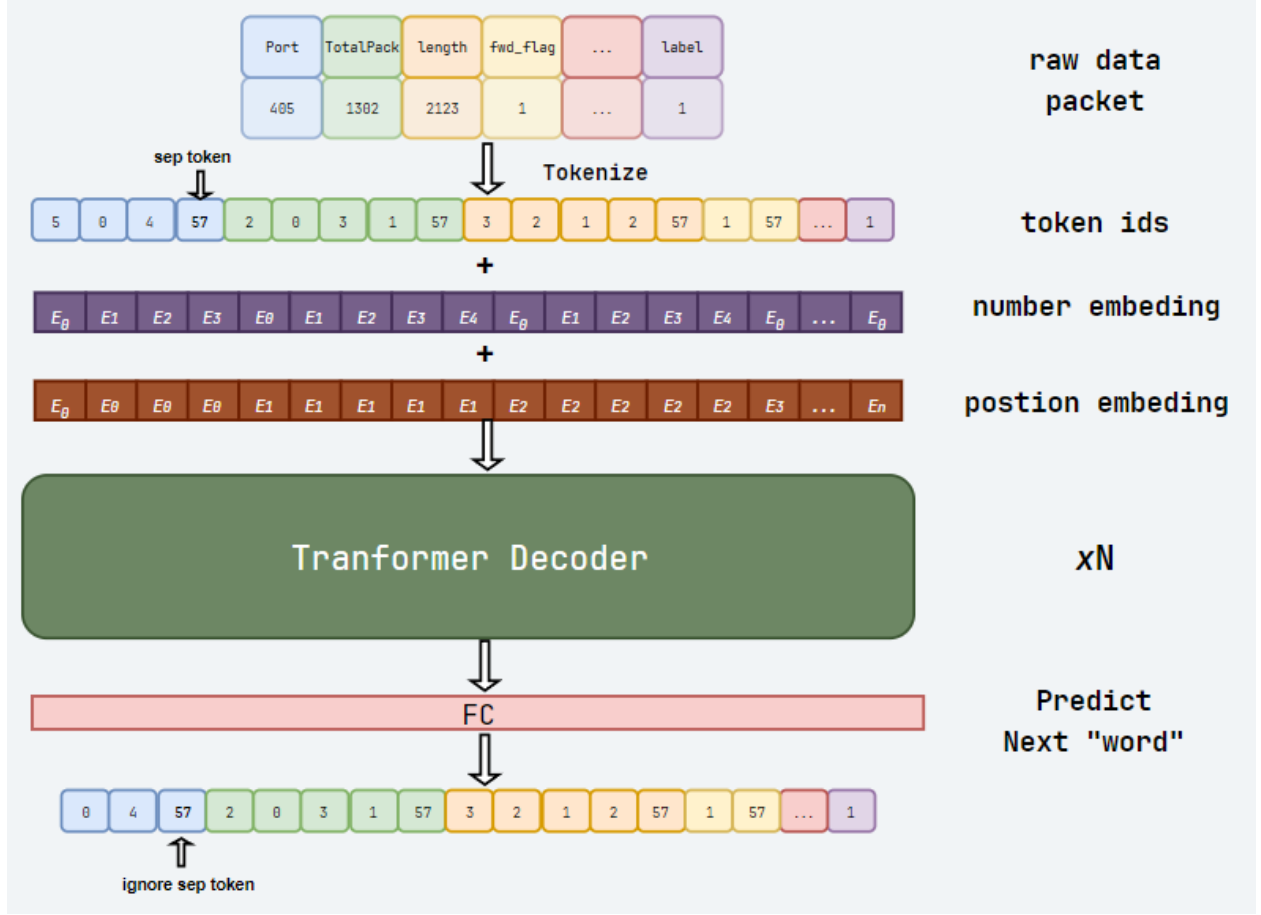 Port TotalPack length fwd_flag ... label
raw data
packet
405 1302 2123 1 ... 1
sep token
Tokenize
5 0 4 57 2 0 3 1 57 3 2 1 2 57 1 57 ... 1
token ids
+
E0 E1 E2 E3 E0 E1 E2 E3 E4 E0 E1 E2 E3 E4 E0 ... E0
number embeding
+
E0 E0 E0 E0 E1 E1 E1 E1 E1 E2 E2 E2 E2 E2 E3 ... En
postion embeding
Tranformer Decoder
xN
FC
Predict
Next "word"
0 4 57 2 0 3 1 57 3 2 1 2 57 1 57 ... 1
ignore sep token